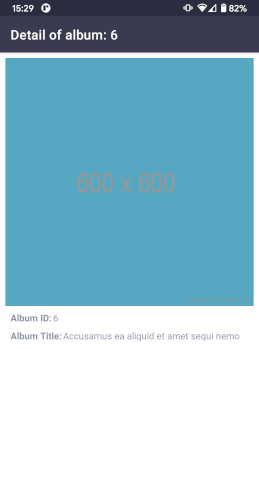 15:29 82%
Detail of album: 6
600 x 600
Album ID: 6
Album Title: Accusamus ea aliquid et amet sequi nemo